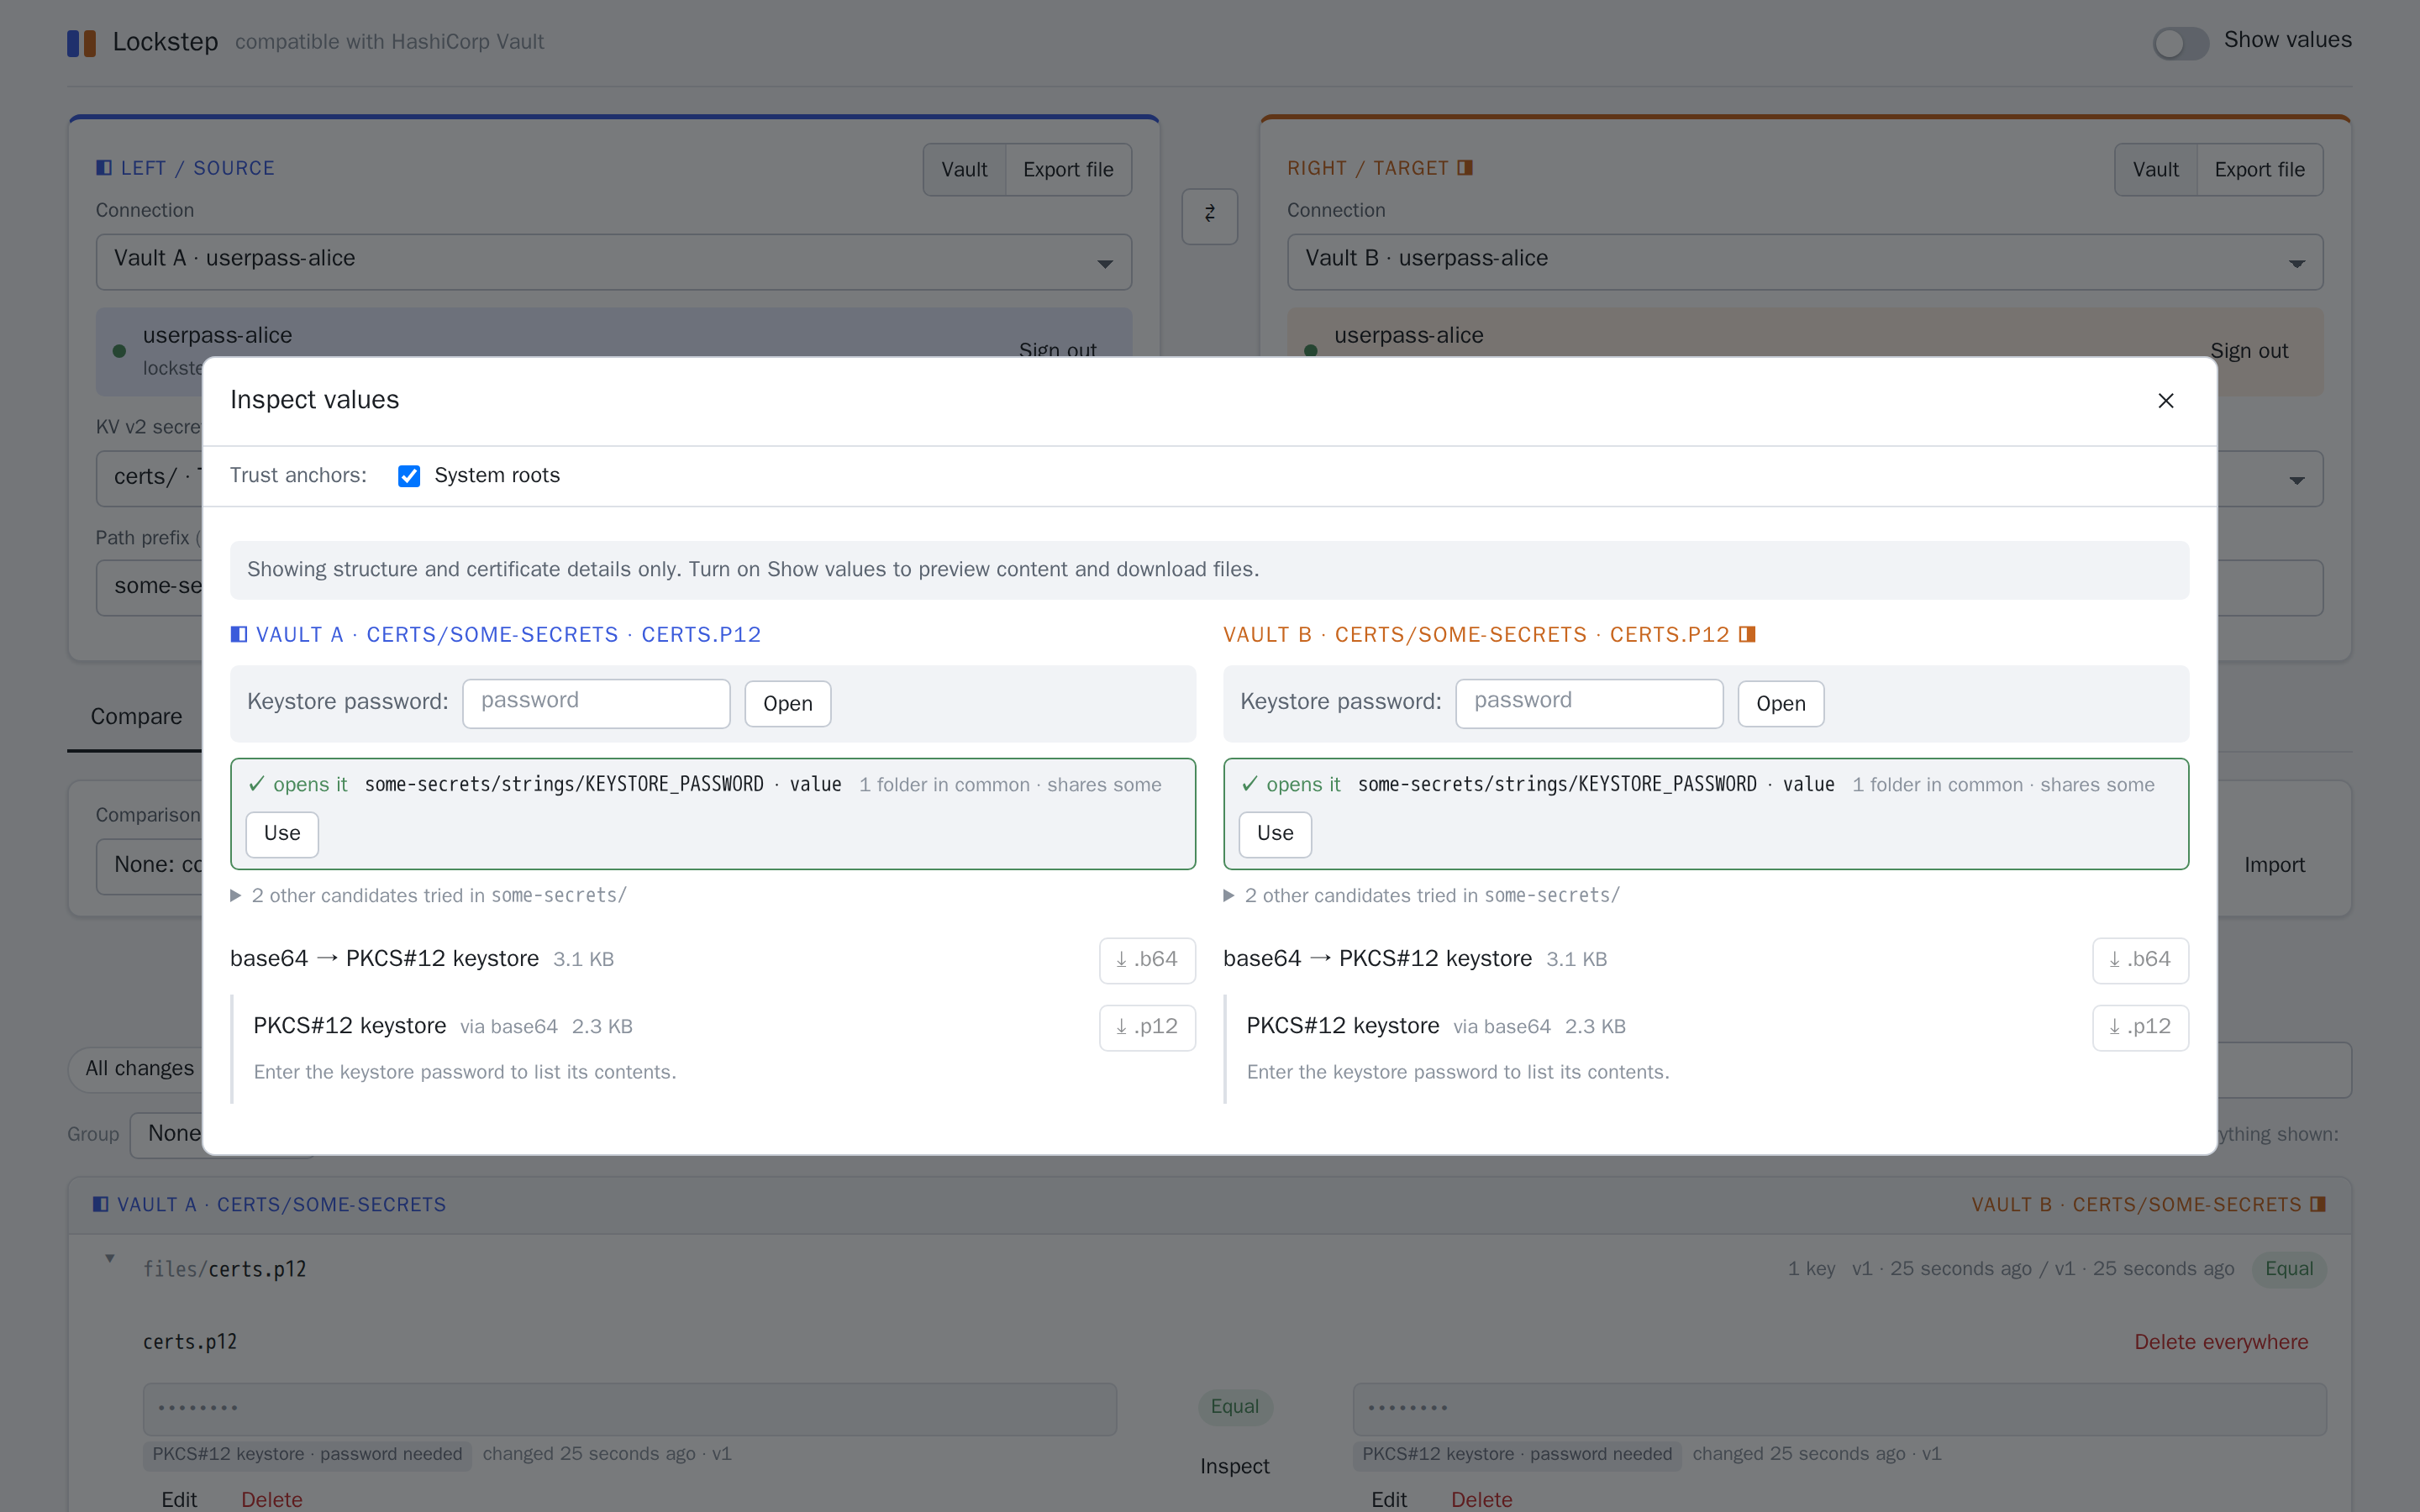 Lockstep compatible with HashiCorp Vault Show values
LEFT / SOURCE Vault Export file
Connection
Vault A · userpass-alice
userpass-alice
Sign out
KV v2
certs/ ·
Path prefix (
RIGHT / TARGET Vault Export file
Connection
Vault B · userpass-alice
userpass-alice
Sign out
Inspect values
Trust anchors: System roots
Showing structure and certificate details only. Turn on Show values to preview content and download files.
VAULT A · CERTS/SOME-SECRETS · CERTS.P12
Keystore password: password Open
✓ opens it some-secrets/strings/KEYSTORE_PASSWORD · value 1 folder in common · shares some
Use
2 other candidates tried in some-secrets/
base64 → PKCS#12 keystore 3.1 KB ↓ .b64
PKCS#12 keystore via base64 2.3 KB ↓ .p12
Enter the keystore password to list its contents.
VAULT B · CERTS/SOME-SECRETS · CERTS.P12
Keystore password: password Open
✓ opens it some-secrets/strings/KEYSTORE_PASSWORD · value 1 folder in common · shares some
Use
2 other candidates tried in some-secrets/
base64 → PKCS#12 keystore 3.1 KB ↓ .b64
PKCS#12 keystore via base64 2.3 KB ↓ .p12
Enter the keystore password to list its contents.
Compare
Comparison
None:
Import
All changes
Group None
shown:
VAULT A · CERTS/SOME-SECRETS VAULT B · CERTS/SOME-SECRETS
files/certs.p12 1 key v1 · 25 seconds ago / v1 · 25 seconds ago Equal
certs.p12 Delete everywhere
•••••••• Equal ••••••••
PKCS#12 keystore · password needed changed 25 seconds ago · v1 Inspect PKCS#12 keystore · password needed changed 25 seconds ago · v1
Edit Delete Edit Delete